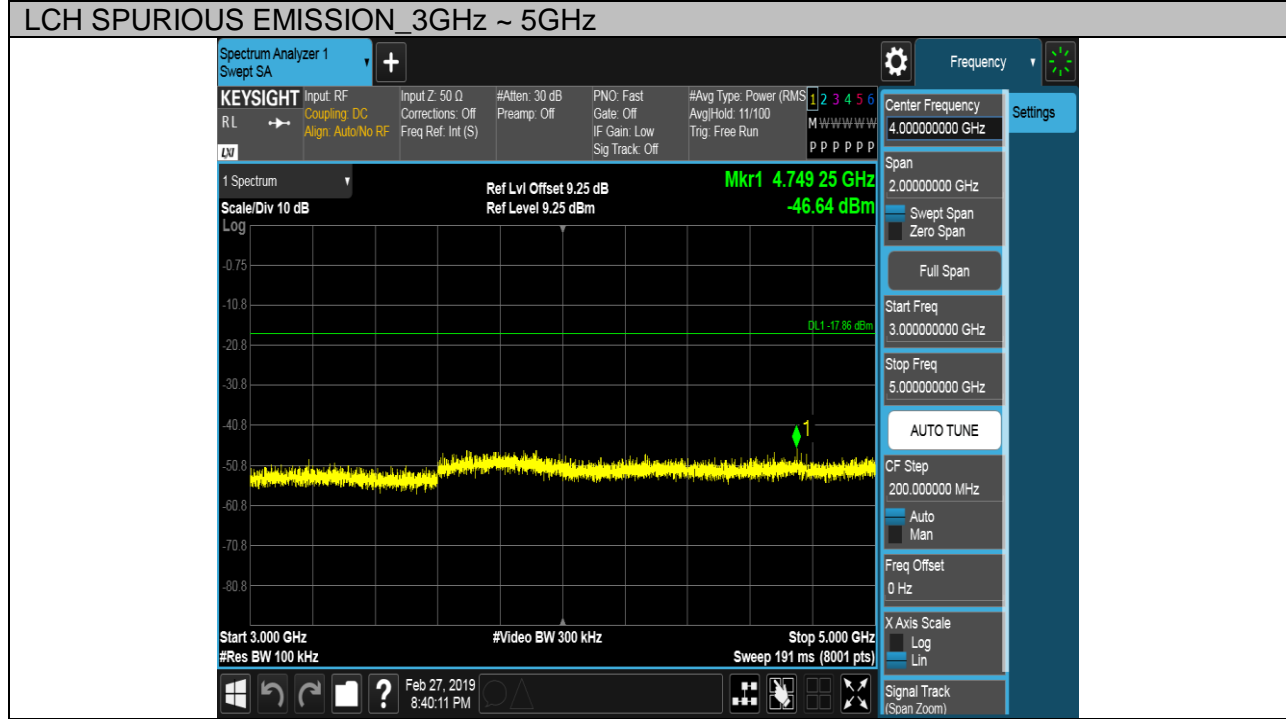 LCH SPURIOUS EMISSION_3GHz ~ 5GHz
Spectrum Analyzer 1
Swept SA
+
Frequency
KEYSIGHT
RL
LXI
Input: RF
Coupling: DC
Align: Auto/No RF
Input Z: 50 Ω
Corrections: Off
Freq Ref: Int (S)
#Atten: 30 dB
Preamp: Off
PNO: Fast
Gate: Off
IF Gain: Low
Sig Track: Off
#Avg Type: Power (RMS
Avg|Hold: 11/100
Trig: Free Run
1 2 3 4 5 6
M W W W W W
P P P P P P
1 Spectrum
Scale/Div 10 dB
Ref Lvl Offset 9.25 dB
Ref Level 9.25 dBm
Mkr1 4.749 25 GHz
-46.64 dBm
Log
-0.75
-10.8
DL1 -17.86 dBm
-20.8
-30.8
-40.8
1
-50.8
-60.8
-70.8
-80.8
Start 3.000 GHz
#Res BW 100 kHz
#Video BW 300 kHz
Stop 5.000 GHz
Sweep 191 ms (8001 pts)
Center Frequency
4.000000000 GHz
Settings
Span
2.00000000 GHz
Swept Span
Zero Span
Full Span
Start Freq
3.000000000 GHz
Stop Freq
5.000000000 GHz
AUTO TUNE
CF Step
200.000000 MHz
Auto
Man
Freq Offset
0 Hz
X Axis Scale
Log
Lin
Signal Track
(Span Zoom)
?
Feb 27, 2019
8:40:11 PM